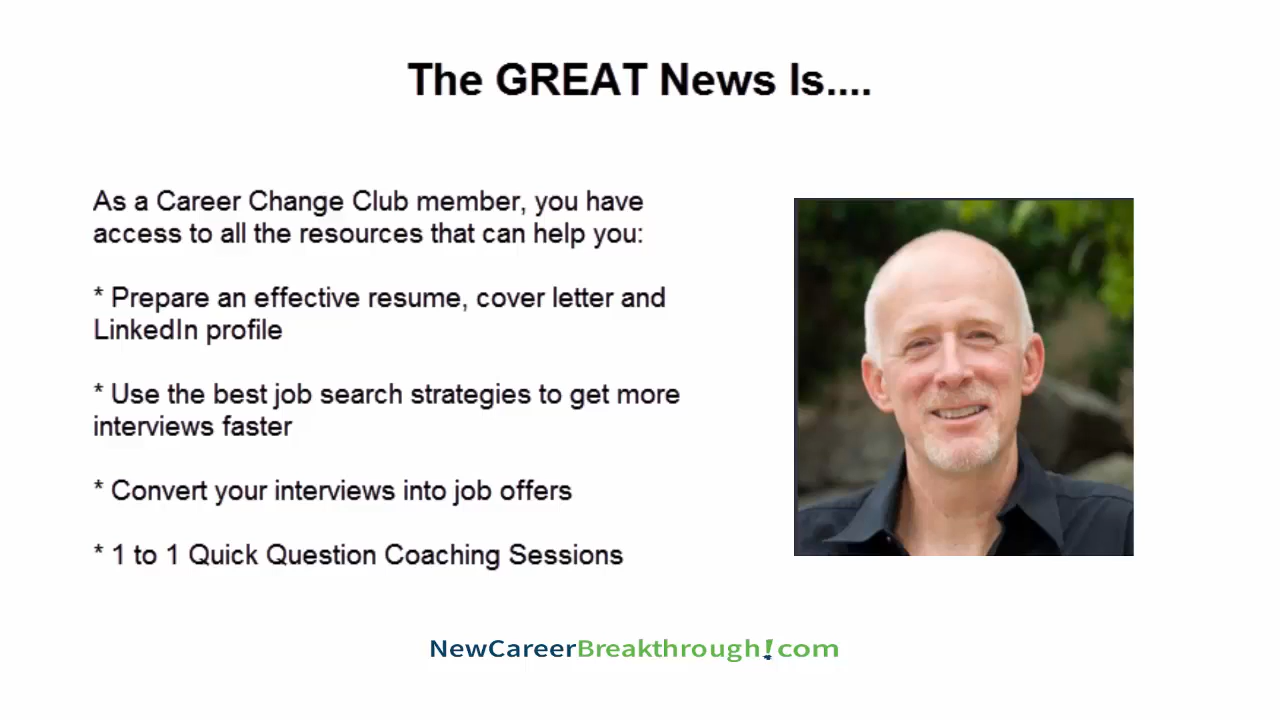 The GREAT News Is....
As a Career Change Club member, you have
access to all the resources that can help you:
* Prepare an effective resume, cover letter and
LinkedIn profile
* Use the best job search strategies to get more
interviews faster
* Convert your interviews into job offers
* 1 to 1 Quick Question Coaching Sessions
NewCareerBreakthrough!com